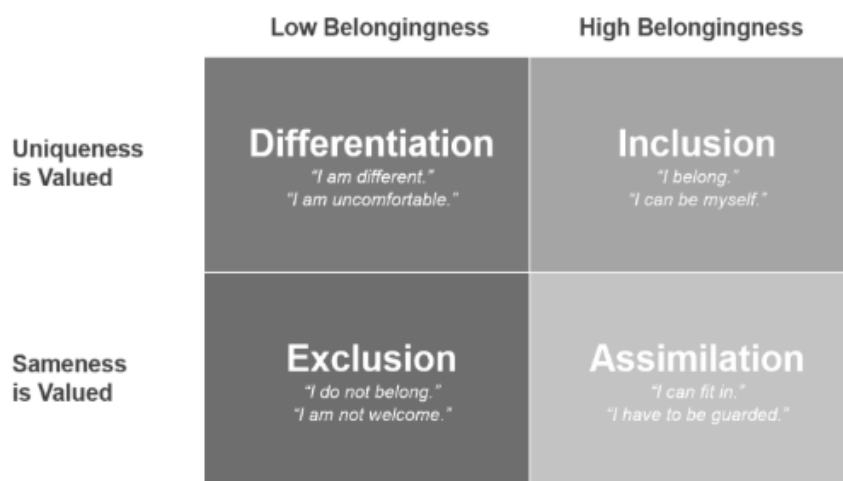 Low Belongingness
High Belongingness
Uniqueness
is Valued
Differentiation
“I am different.”
“I am uncomfortable.”
Inclusion
“I belong.”
“I can be myself.”
Sameness
is Valued
Exclusion
“I do not belong.”
“I am not welcome.”
Assimilation
“I can fit in.”
“I have to be guarded.”